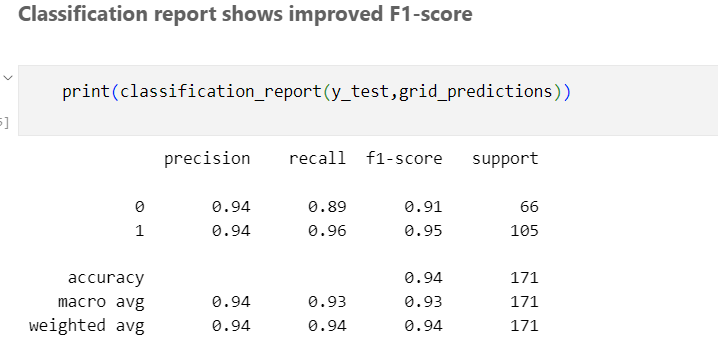 Classification report shows improved F1-score
print(classification_report(y_test,grid_predictions))
5]
precision recall f1-score support
0 0.94 0.89 0.91 66
1 0.94 0.96 0.95 105
accuracy 0.94 171
macro avg 0.94 0.93 0.93 171
weighted avg 0.94 0.94 0.94 171